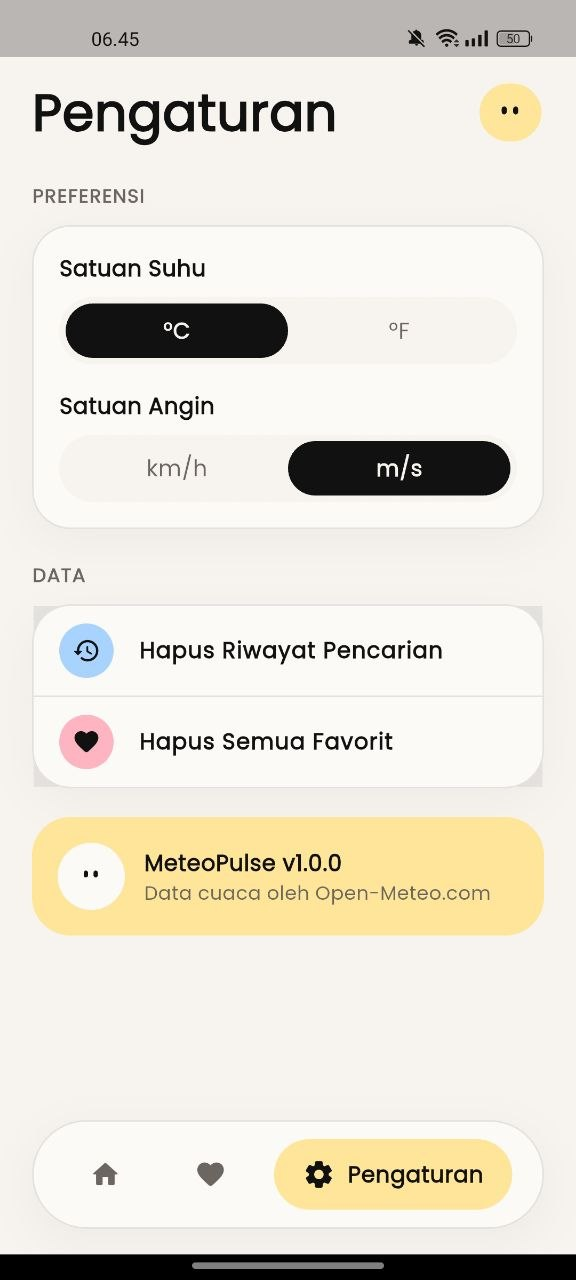 06.45
50
Pengaturan
PREFERENSI
Satuan Suhu
°C
°F
Satuan Angin
km/h
m/s
DATA
Hapus Riwayat Pencarian
Hapus Semua Favorit
MeteoPulse v1.0.0
Data cuaca oleh Open-Meteo.com
Pengaturan